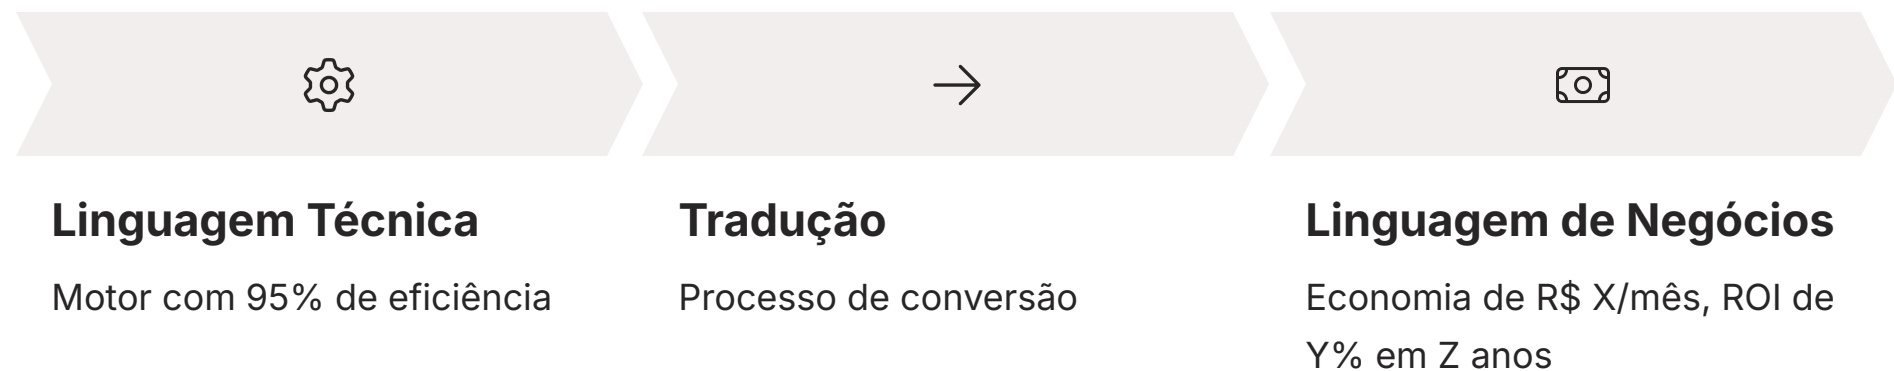 Linguagem Técnica
Motor com 95% de eficiência
Tradução
Processo de conversão
Linguagem de Negócios
Economia de R$ X/mês, ROI de
Y% em Z anos